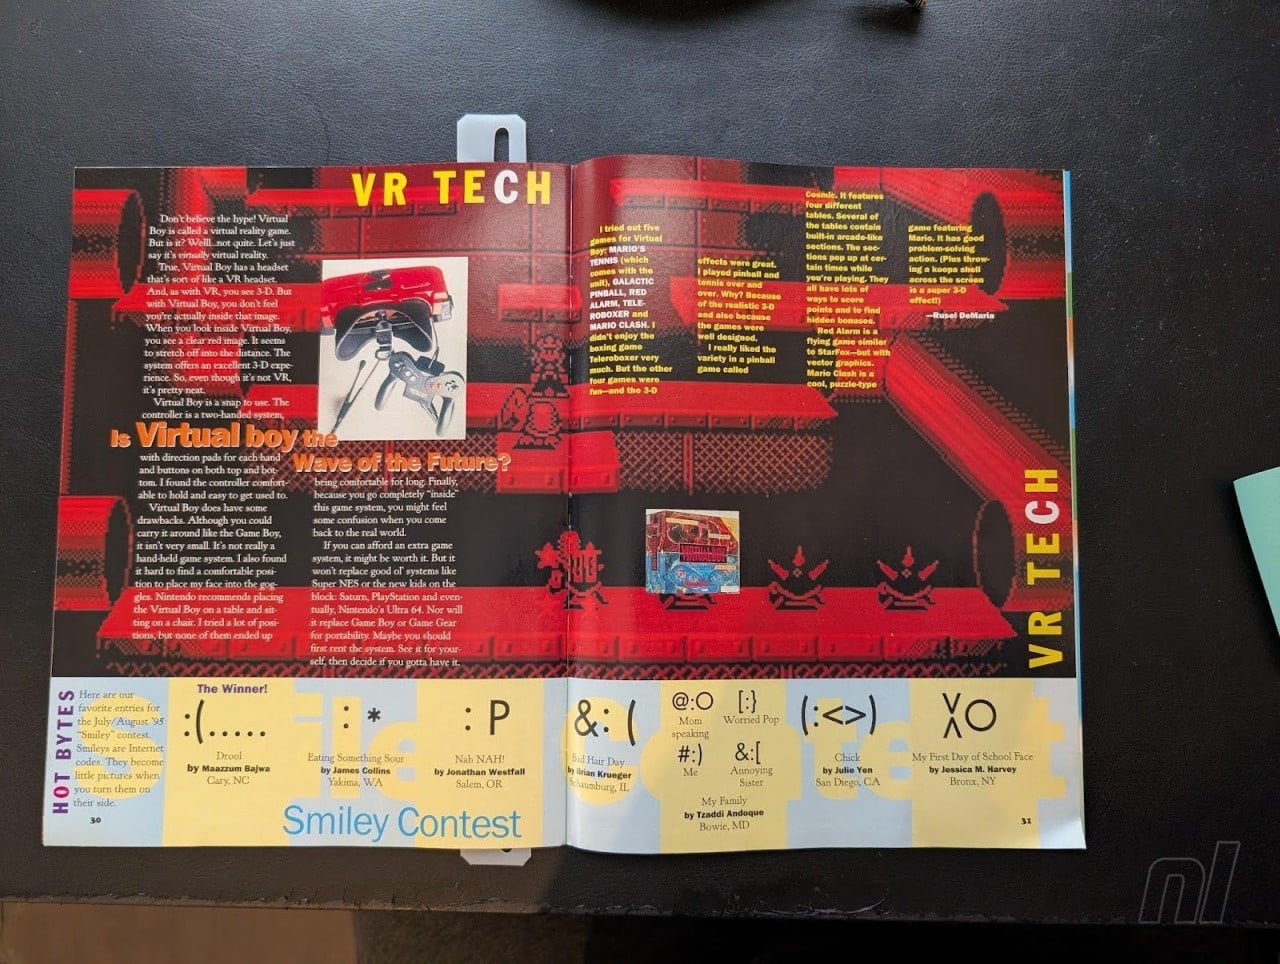 VR TECH
Don't believe the hype! Virtual
Boy is called a virtual reality game.
But is it? Welll...not quite. Let's just
say it's virtually virtual reality.
True, Virtual Boy has a headset
that's sort of like a VR headset.
And, as with VR, you see 3-D. But
with Virtual Boy, you don't feel
you're actually inside that image.
When you look inside Virtual Boy,
you see a clear red image. It seems
to stretch off into the distance. The
system offers an excellent 3-D expe-
rience. So, even though it's not VR,
it's pretty neat.
Virtual Boy is a snap to use. The
controller is a two-handed system,
Is Virtual boy the
Wave of the Future?
with direction pads for each hand
and buttons on both top and bot-
tom. I found the controller comfort-
able to hold and easy to get used to.
Virtual Boy does have some
drawbacks. Although you could
carry it around like the Game Boy,
it isn't very small. It's not really a
hand-held game system. I also found
it hard to find a comfortable posi-
tion to place my face into the gog-
gles. Nintendo recommends placing
the Virtual Boy on a table and sit-
ting on a chair. I tried a lot of posi-
tions, but none of them ended up
being comfortable for long. Finally,
because you go completely "inside"
this game system, you might feel
some confusion when you come
back to the real world.
If you can afford an extra game
system, it might be worth it. But it
won't replace good ol' systems like
Super NES or the new kids on the
block: Saturn, PlayStation and even-
tually, Nintendo's Ultra 64. Nor will
it replace Game Boy or Game Gear
for portability. Maybe you should
first rent the system. See it for your-
self, then decide if you gotta have it.
I tried out five
games for Virtual
Boy: MARIO'S
TENNIS (which
comes with the
unit), GALACTIC
PINBALL, RED
ALARM, TELE-
ROBOXER and
MARIO CLASH. I
didn't enjoy the
boxing game
Teleroboxer very
much. But the other
four games were
fun—and the 3-D
effects were great.
I played pinball and
tennis over and
over. Why? Because
of the realistic 3-D
and also because
the games were
well designed.
I really liked the
variety in a pinball
game called
Cosmic. It features
four different
tables. Several of
the tables contain
built-in arcade-like
sections. The sec-
tions pop up at cer-
tain times while
you're playing. They
all have lots of
ways to score
points and to find
hidden bonuses.
Red Alarm is a
flying game similar
to StarFox—but with
vector graphics.
Mario Clash is a
cool, puzzle-type
game featuring
Mario. It has good
problem-solving
action. (Plus throw-
ing a koopa shell
across the screen
is a super 3-D
effect!)
—Rusel DeMaria
VR TECH
HOT BYTES
Here are our
favorite entries for
the July/August '95
"Smiley" contest.
Smileys are Internet
codes. They become
little pictures when
you turn them on
their side.
30
The Winner!
:(.....
Drool
by Maazzum Bajwa
Cary, NC
: *
Eating Something Sour
by James Collins
Yakima, WA
: P
Nah NAH!
by Jonathan Westfall
Salem, OR
Smiley Contest
&: (
Bad Hair Day
by Brian Krueger
Schaumburg, IL
@:O
Mom
speaking
[:}
Worried Pop
#:)
Me
&:[
Annoying
Sister
My Family
by Tzaddi Andoque
Bowie, MD
(:<>)
Chick
by Julie Yen
San Diego, CA
My First Day of School Face
by Jessica M. Harvey
Bronx, NY
31
nl